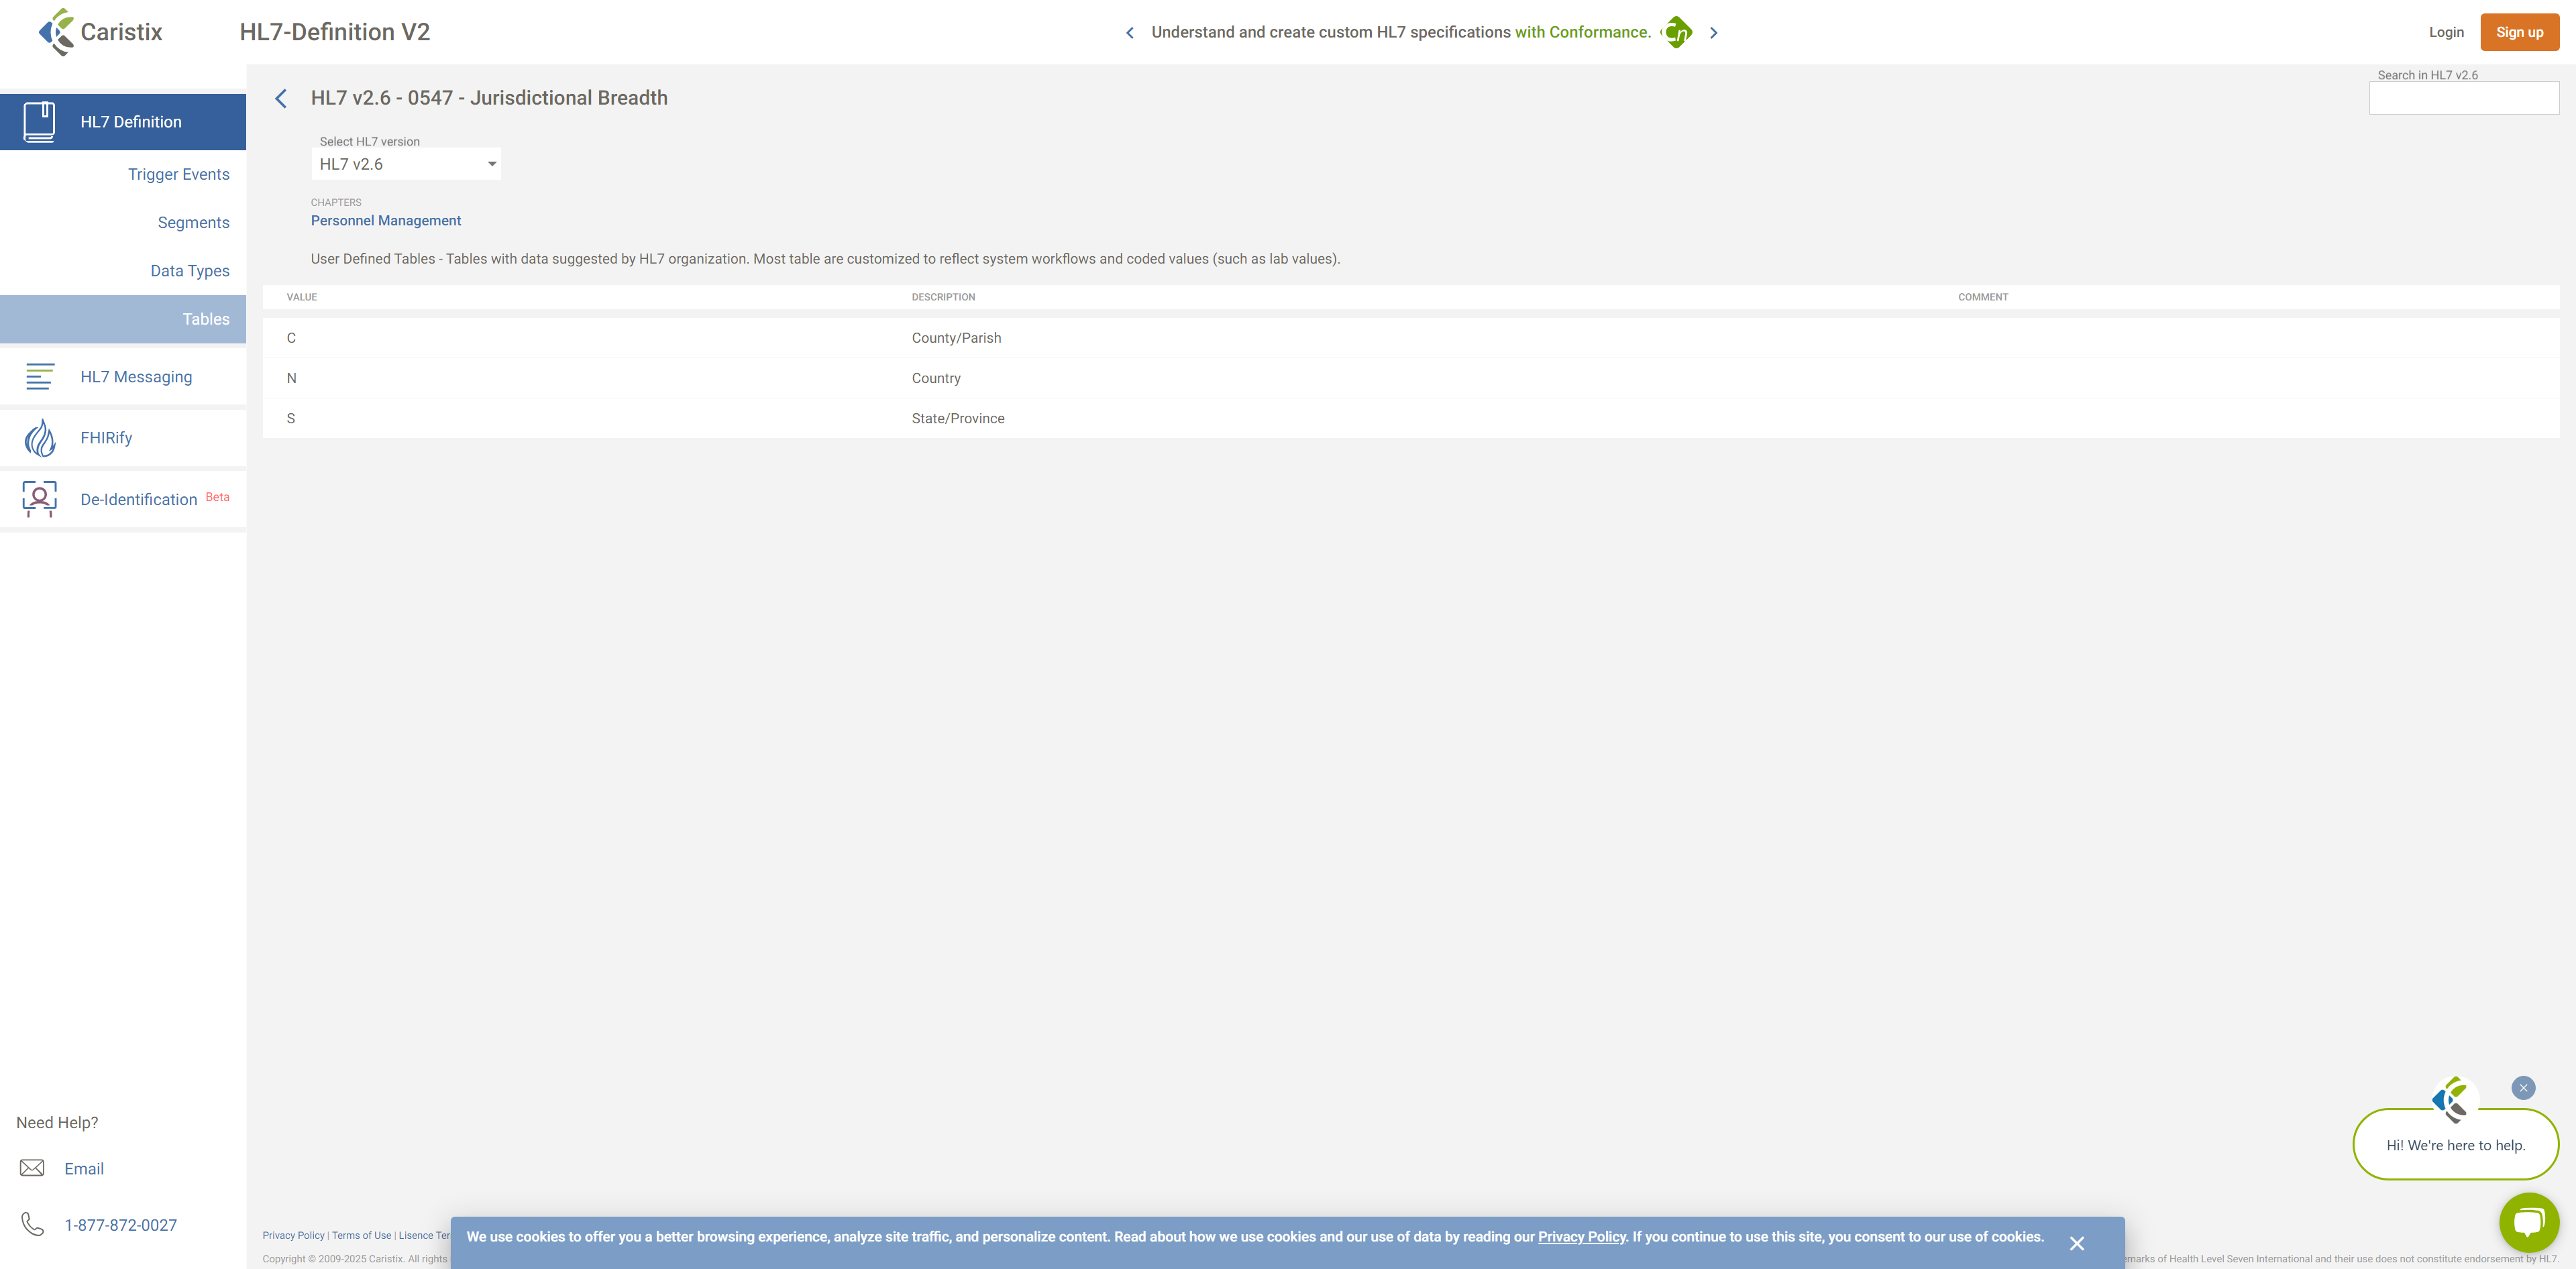 Caristix
HL7-Definition V2
Understand and create custom HL7 specifications with Conformance. Cn
Login
Sign up
HL7 Definition
Trigger Events
Segments
Data Types
Tables
HL7 Messaging
FHIRify
De-Identification Beta
Need Help?
Email
1-877-872-0027
HL7 v2.6 - 0547 - Jurisdictional Breadth
Search in HL7 v2.6
Select HL7 version
HL7 v2.6
CHAPTERS
Personnel Management
User Defined Tables - Tables with data suggested by HL7 organization. Most table are customized to reflect system workflows and coded values (such as lab values).
VALUE DESCRIPTION COMMENT
C County/Parish
N Country
S State/Province
Hi! We're here to help.
Privacy Policy | Terms of Use | Lisence
We use cookies to offer you a better browsing experience, analyze site traffic, and personalize content. Read about how we use cookies and our use of data by reading our Privacy Policy. If you continue to use this site, you consent to our use of cookies.
Copyright © 2009-2025 Caristix. All rights
of Health Level Seven International and their use does not constitute endorsement by HL7.